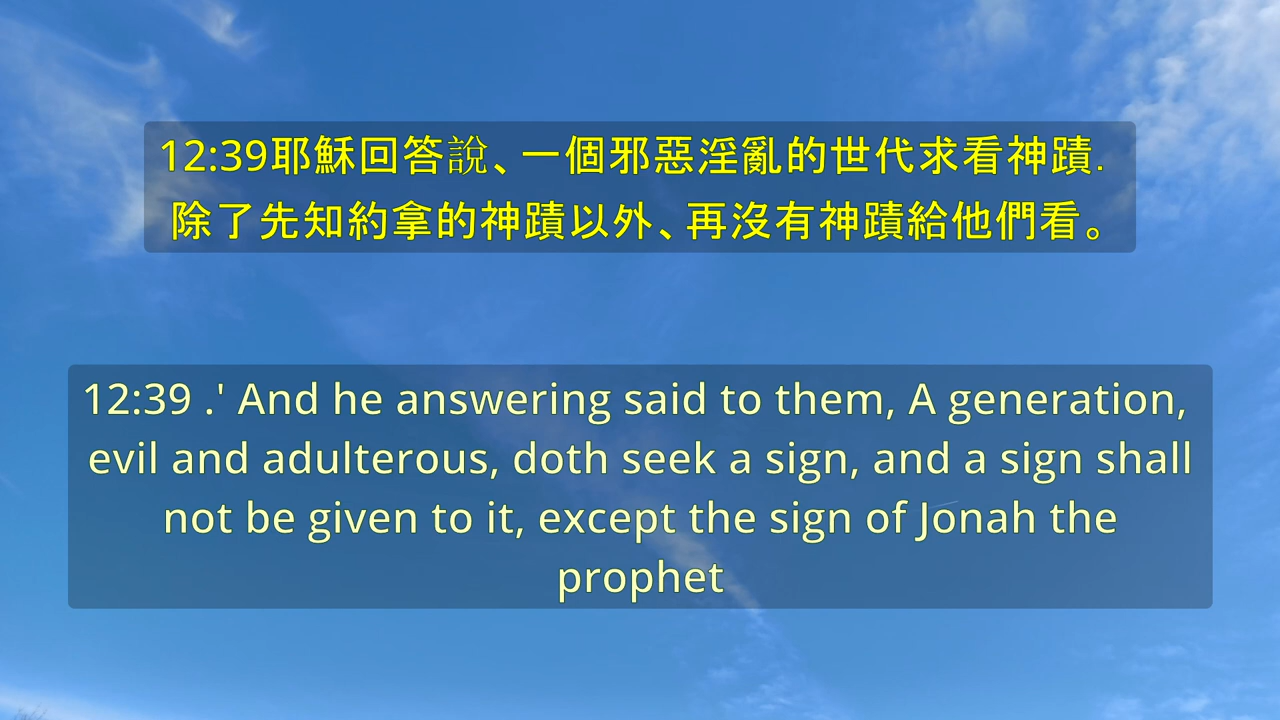 12:39耶穌回答說、一個邪惡淫亂的世代求看神蹟.
除了先知約拿的神蹟以外、再沒有神蹟給他們看。
12:39 .' And he answering said to them, A generation,
evil and adulterous, doth seek a sign, and a sign shall
not be given to it, except the sign of Jonah the
prophet